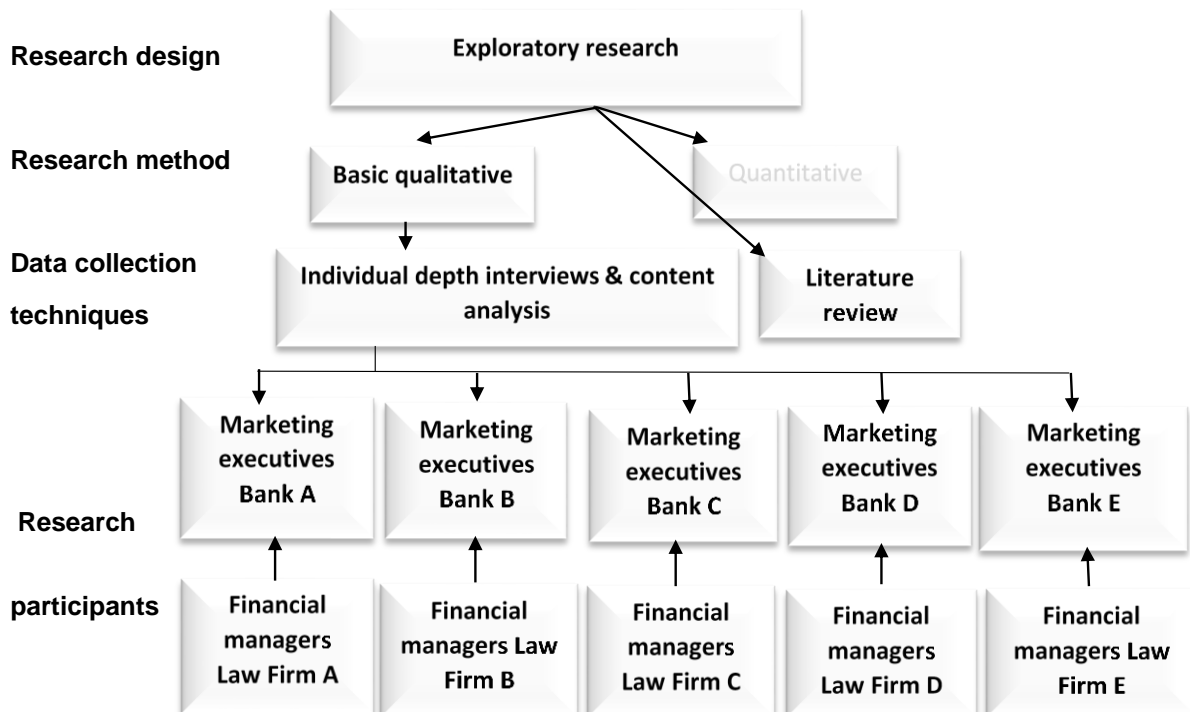 Research design
Exploratory research
Research method
Basic qualitative
Quantitative
Data collection
techniques
Individual depth interviews & content
analysis
Literature
review
Research
participants
Marketing
executives
Bank A
Marketing
executives
Bank B
Marketing
executives
Bank C
Marketing
executives
Bank D
Marketing
executives
Bank E
Financial
managers
Law Firm A
Financial
managers Law
Firm B
Financial
managers
Law Firm C
Financial
managers
Law Firm D
Financial
managers Law
Firm E